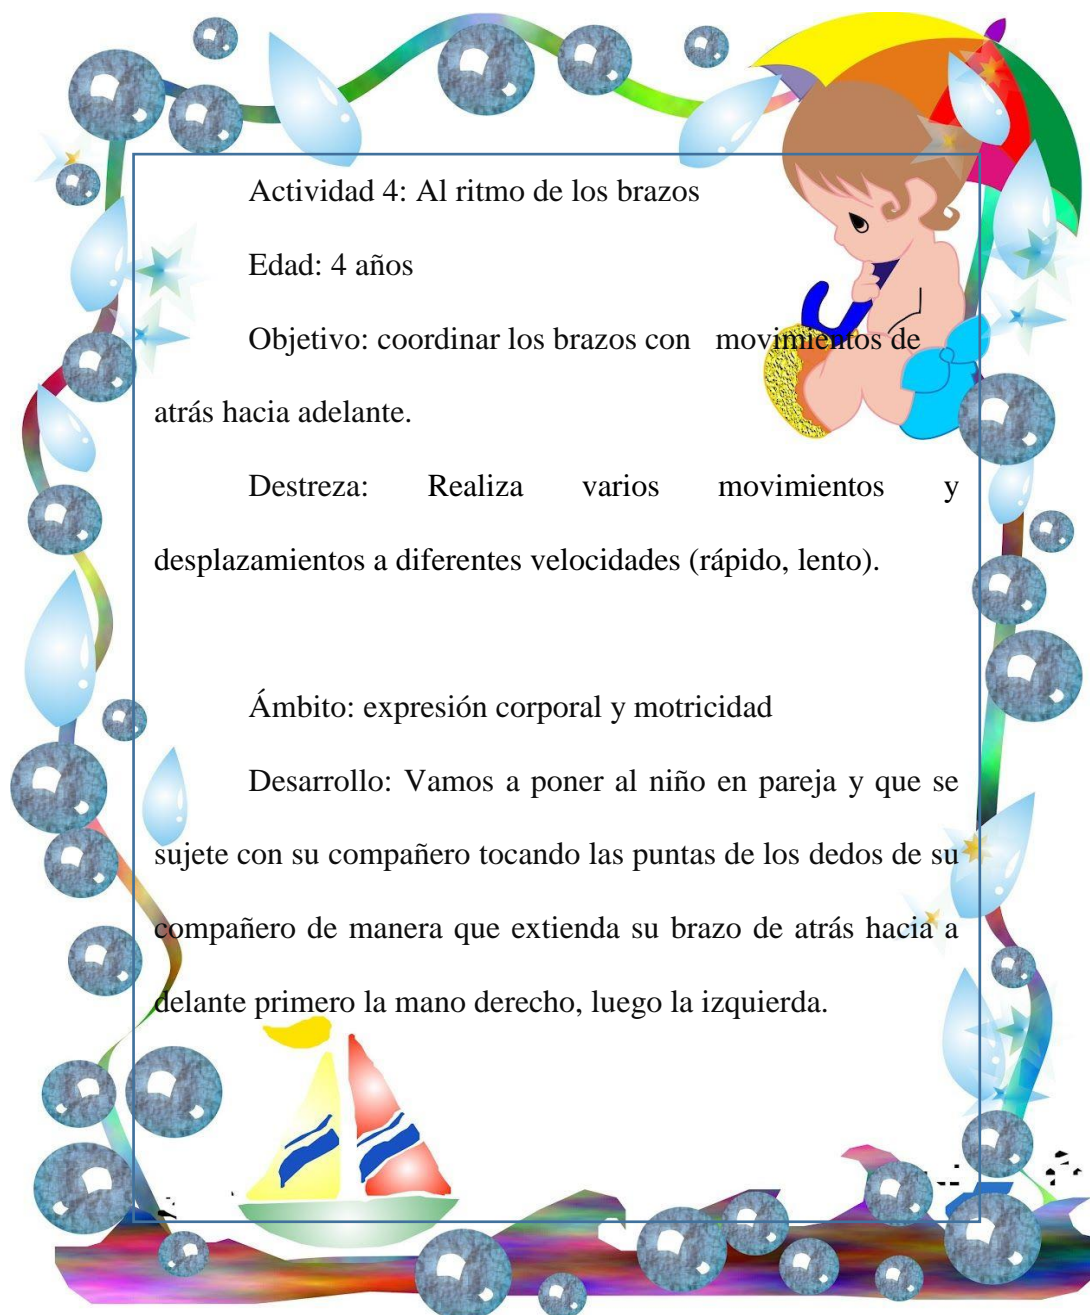 Actividad 4: Al ritmo de los brazos
Edad: 4 años
Objetivo: coordinar los brazos con movimientos de
atrás hacia adelante.
Destreza: Realiza varios movimientos y
desplazamientos a diferentes velocidades (rápido, lento).
Ámbito: expresión corporal y motricidad
Desarrollo: Vamos a poner al niño en pareja y que se
sujete con su compañero tocando las puntas de los dedos de su
compañero de manera que extienda su brazo de atrás hacia a
delante primero la mano derecho, luego la izquierda.